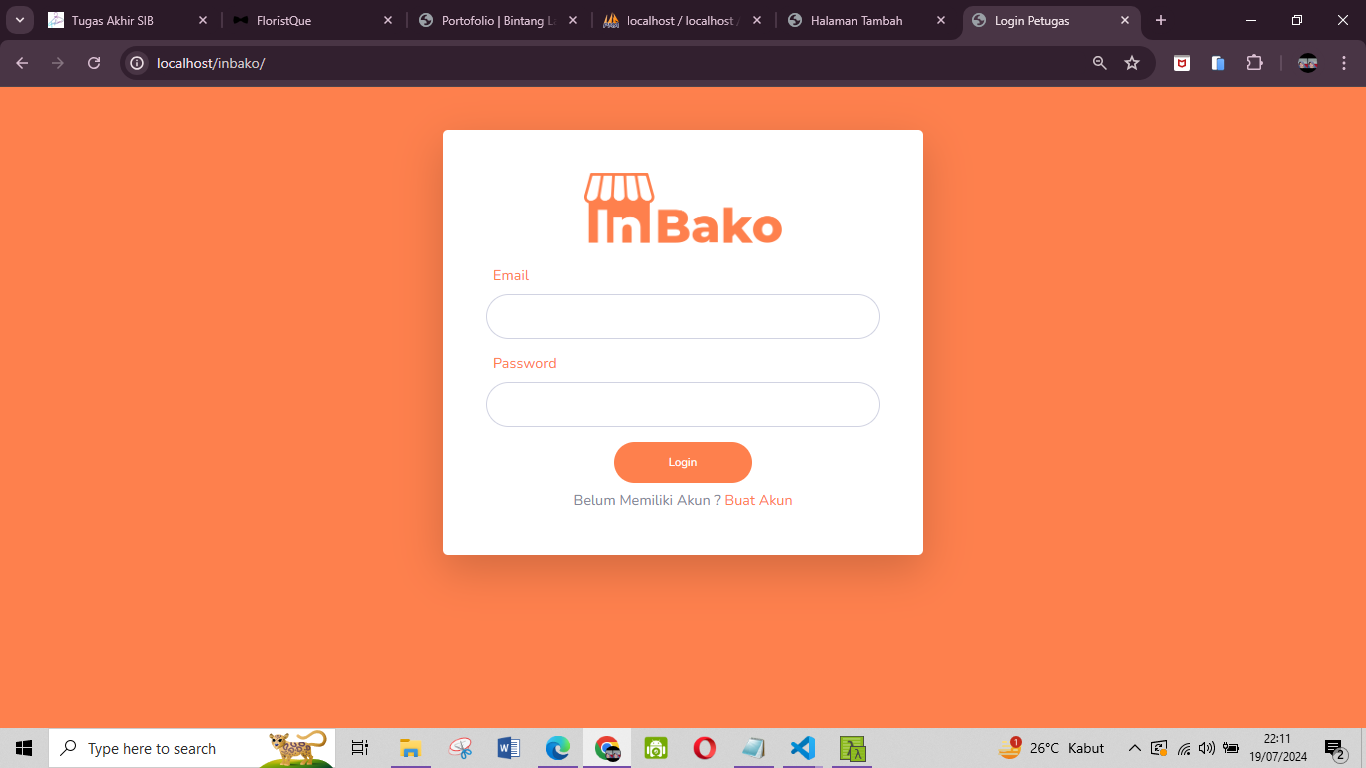 Tugas Akhir SIB
FloristQue
Portofolio | Bintang L
localhost / localhost
Halaman Tambah
Login Petugas
localhost/inbako/
InBako
Email
Password
Login
Belum Memiliki Akun ? Buat Akun
Type here to search
1
26°C Kabut
22:11
19/07/2024
2